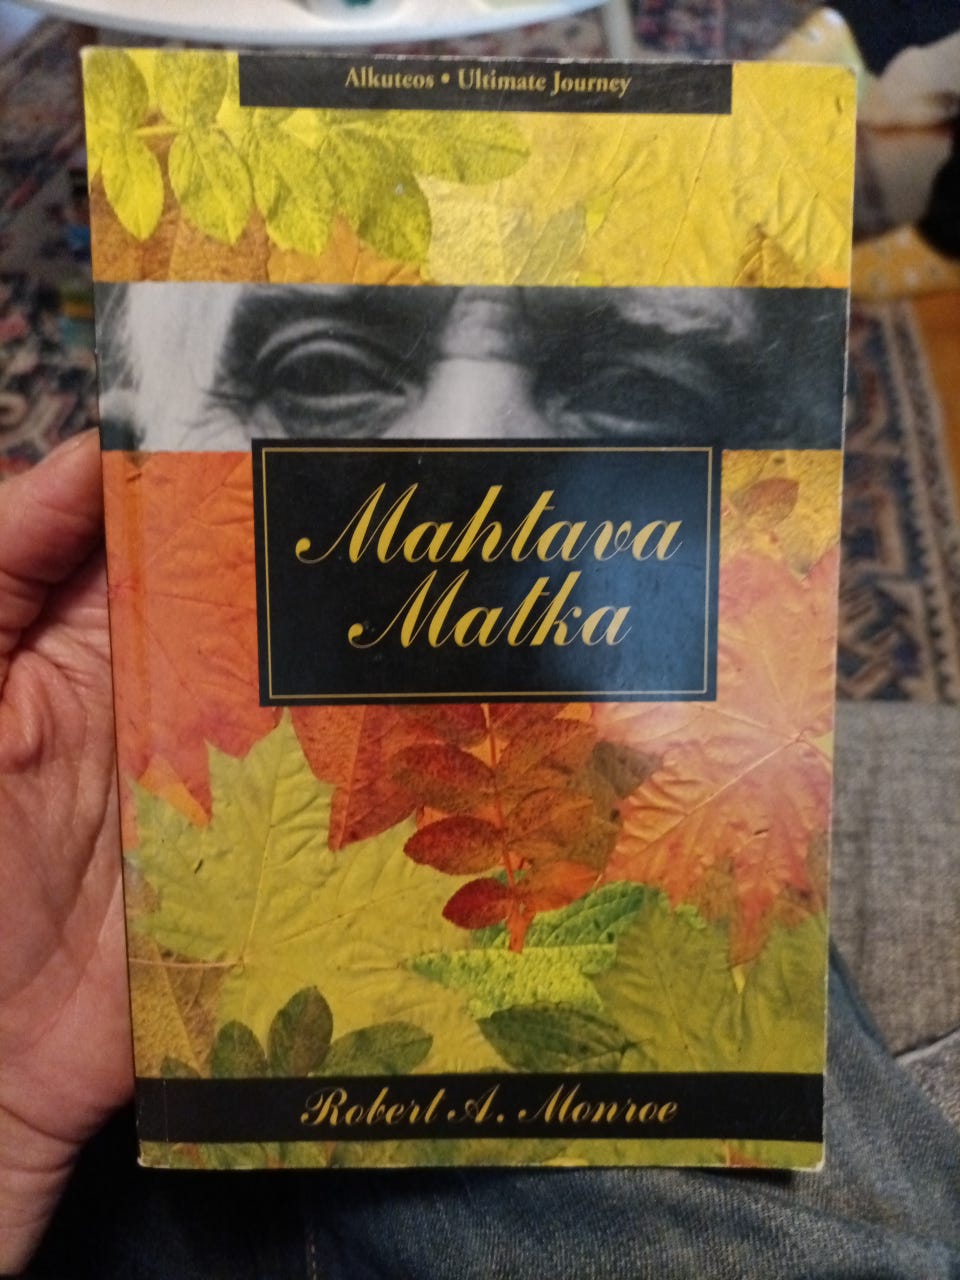 Alkuteos • Ultimate Journey
Mahtava
Matka
Robert A. Monroe